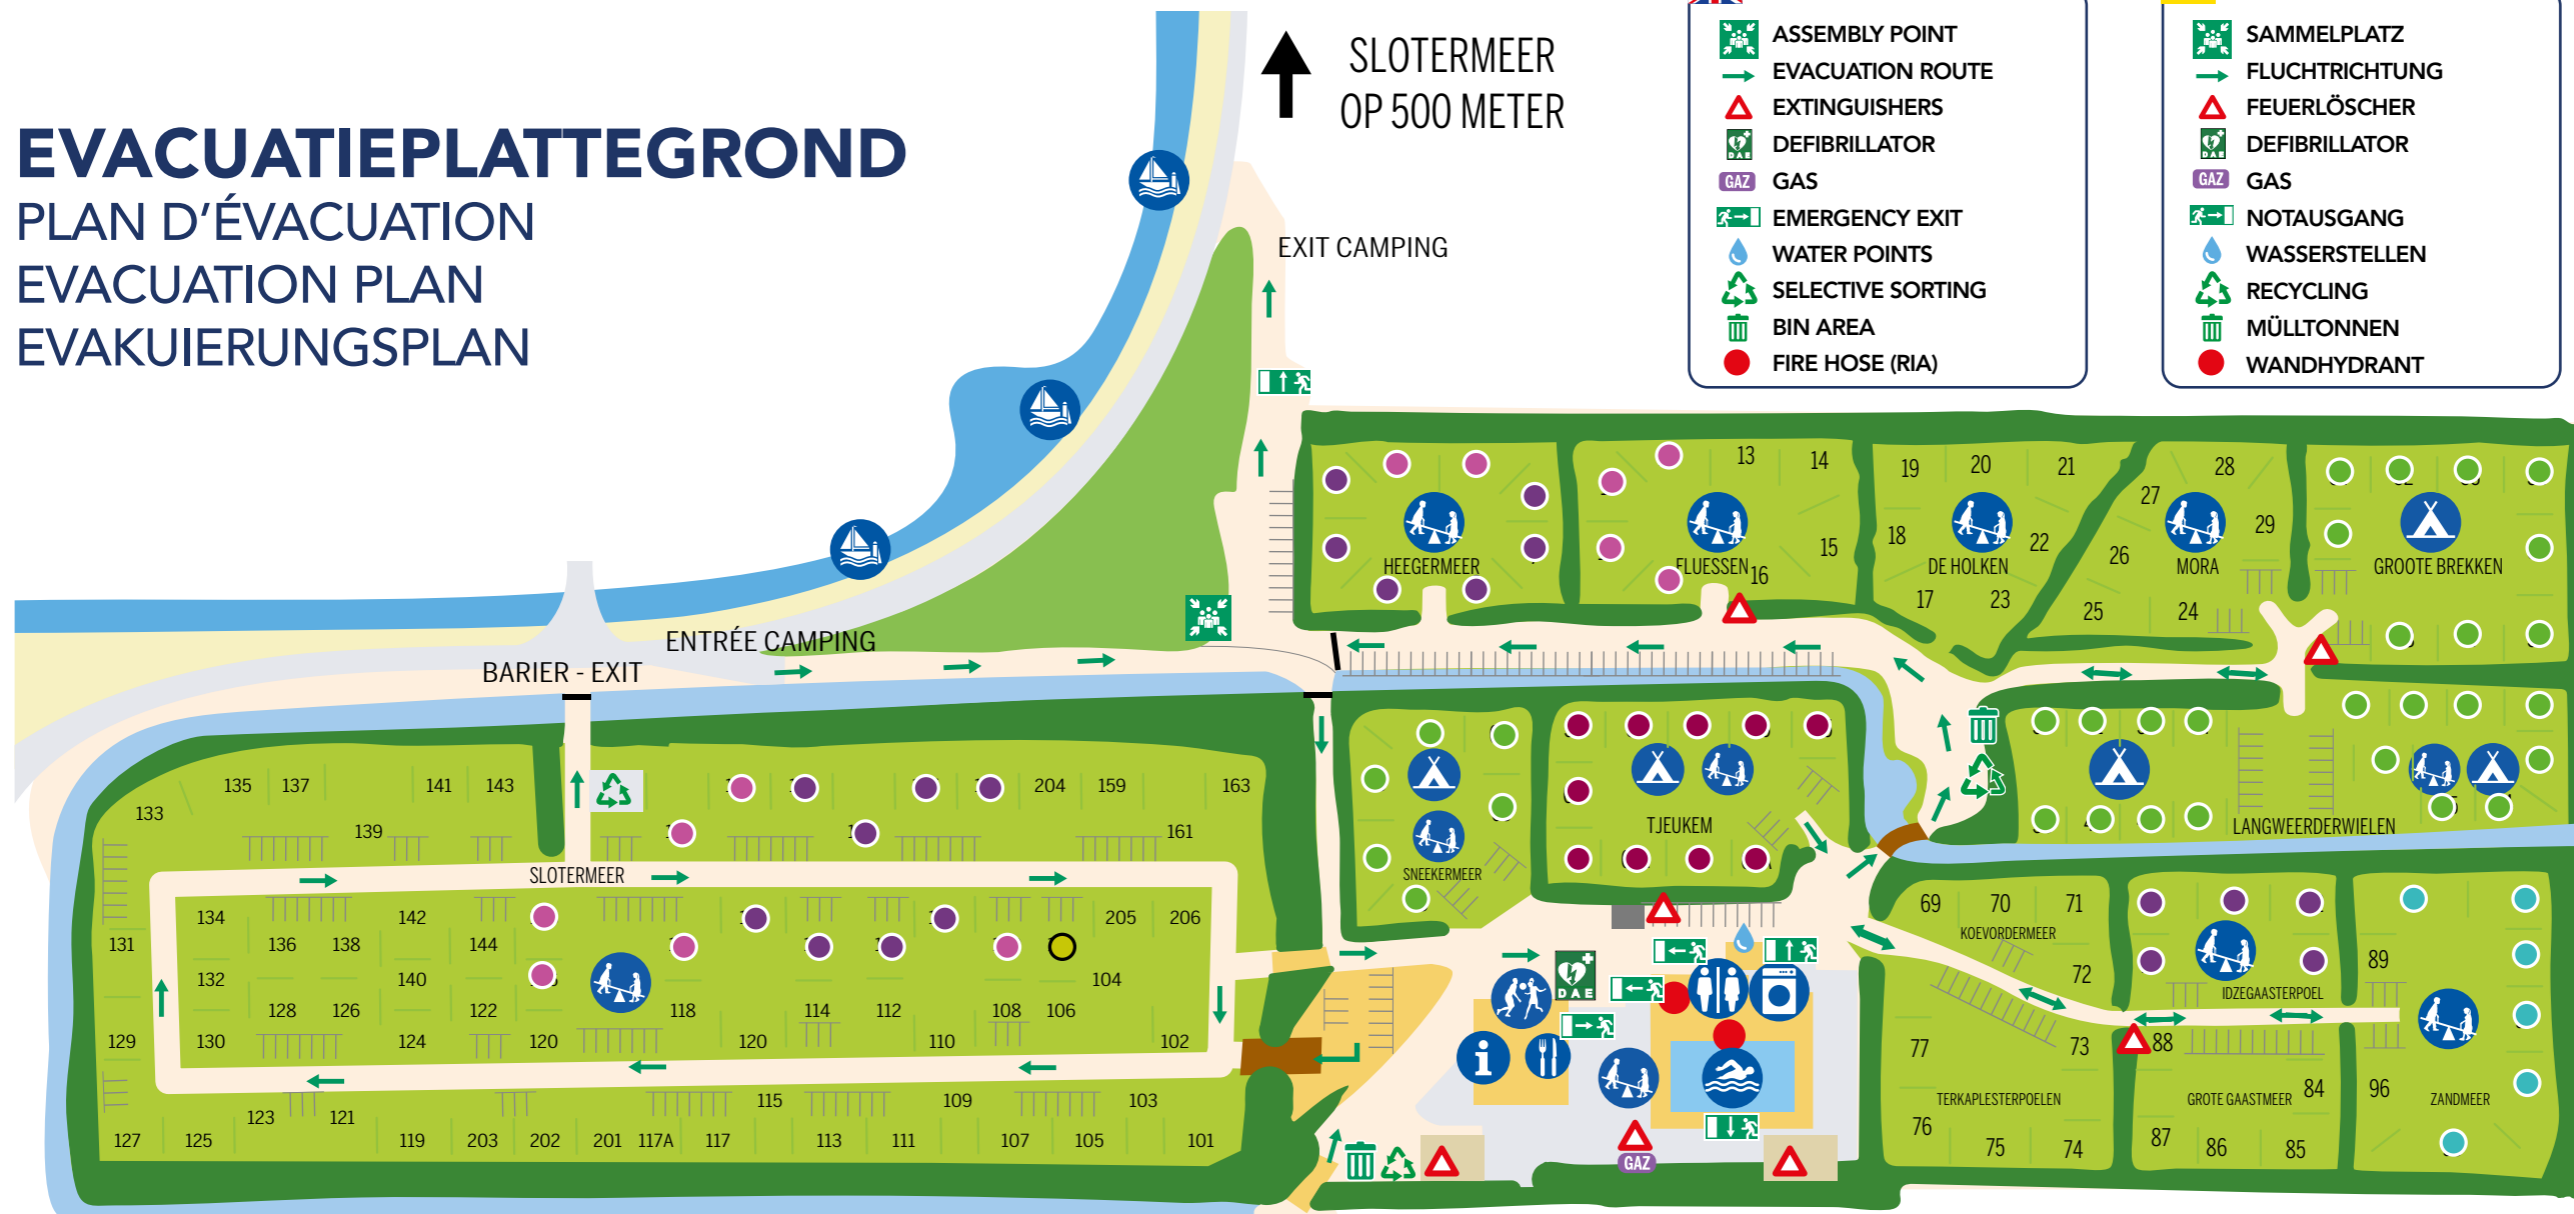 EVACUATIEPLATTEGROND
PLAN D'ÉVACUATION
EVACUATION PLAN
EVAKUIERUNGSPLAN
SLOTERMEER
OP 500 METER
ASSEMBLY POINT
EVACUATION ROUTE
EXTINGUISHERS
DAE DEFIBRILLATOR
GAZ GAS
EMERGENCY EXIT
WATER POINTS
SELECTIVE SORTING
BIN AREA
FIRE HOSE (RIA)
SAMMELPLATZ
FLUCHTRICHTUNG
FEUERLÖSCHER
DAE DEFIBRILLATOR
GAZ GAS
NOTAUSGANG
WASSERSTELLEN
RECYCLING
MÜLLTONNEN
WANDHYDRANT
EXIT CAMPING
ENTRÉE CAMPING
BARIER - EXIT
13 14
15
FLUESSEN 16
HEEGERMEER
19 20 21
18 22
DE HOLKEN
17 23
28
27
29
26
MORA
25 24
GROOTE BREKKEN
LANGWEERDERWIELEN
TJEUKEM
SNEEKERMEER
135 137 141 143 204 159 163
133
139 161
SLOTERMEER
134 142 205 206
131 136 138 144
132 140 104
128 126 122 118 114 112 108 106
129 130 124 120 120 110 102
115 109 103
123 121
127 125 119 203 202 201 117A 117 113 111 107 105 101
DAE
i
GAZ
69 70 71
KOEVORDERMEER
72
77 73
TERKAPLESTERPOELEN
76
75 74
IDZEGAASTERPOEL
88
84
GROTE GAASTMEER
87 86 85
89
96
ZANDMEER